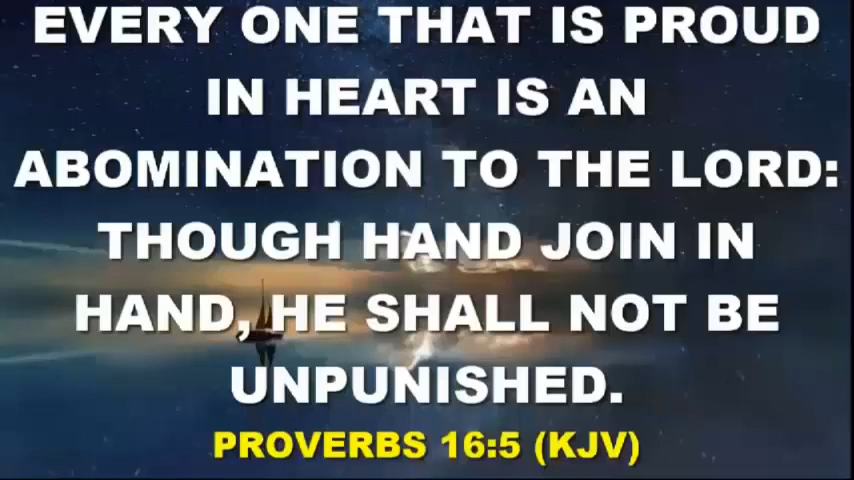 EVERY ONE THAT IS PROUD
IN HEART IS AN
ABOMINATION TO THE LORD:
THOUGH HAND JOIN IN
HAND, HE SHALL NOT BE
UNPUNISHED.
PROVERBS 16:5 (KJV)